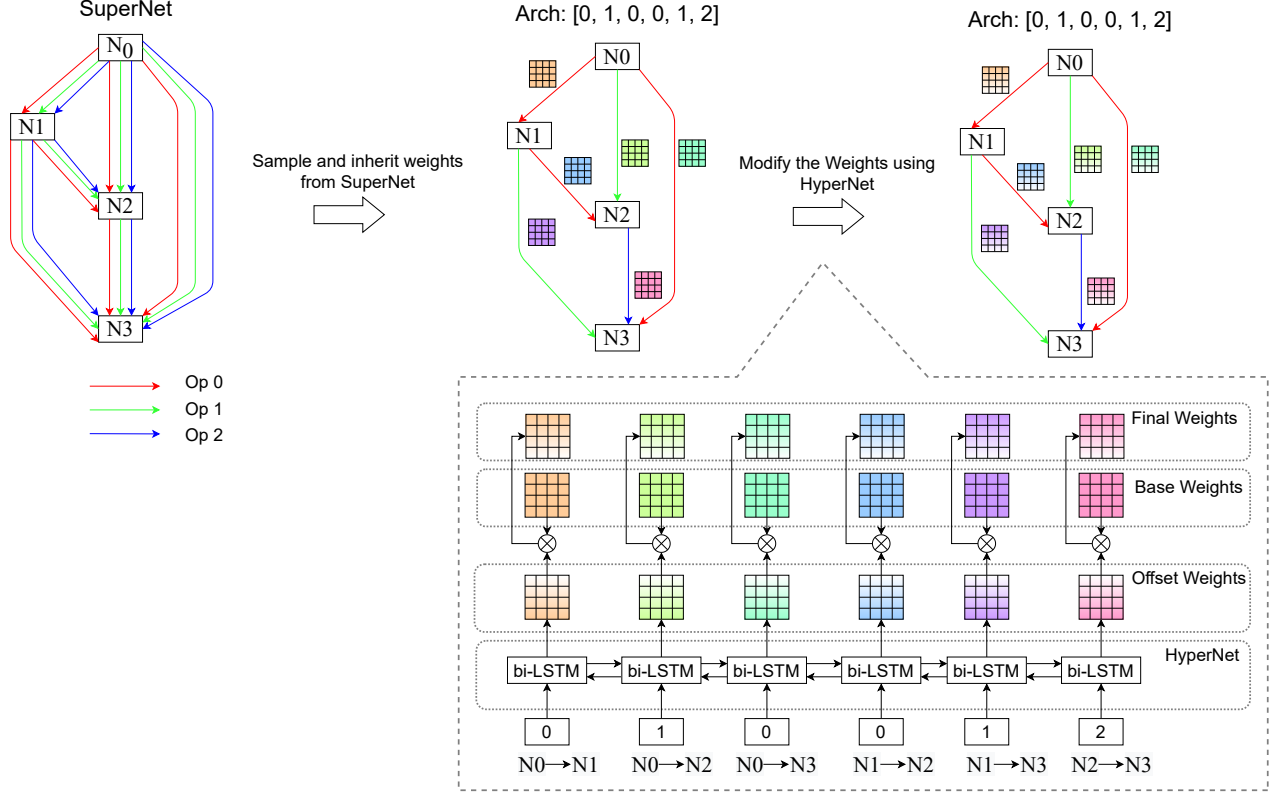 SuperNet
Arch: [0, 1, 0, 0, 1, 2]
Arch: [0, 1, 0, 0, 1, 2]
N0
N1
N2
N3
Op 0
Op 1
Op 2
Sample and inherit weights
from SuperNet
N0
N1
N2
N3
Modify the Weights using
HyperNet
N0
N1
N2
N3
Final Weights
Base Weights
Offset Weights
HyperNet
bi-LSTM
bi-LSTM
bi-LSTM
bi-LSTM
bi-LSTM
bi-LSTM
0
1
0
0
1
2
N0→N1
N0→N2
N0→N3
N1→N2
N1→N3
N2→N3